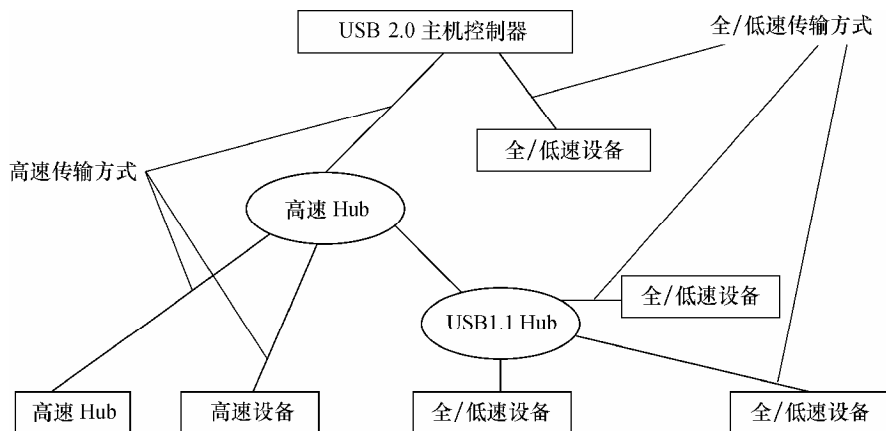 USB 2.0 主机控制器
全/低速传输方式
全/低速设备
高速传输方式
高速 Hub
全/低速设备
USB1.1 Hub
高速 Hub
高速设备
全/低速设备
全/低速设备